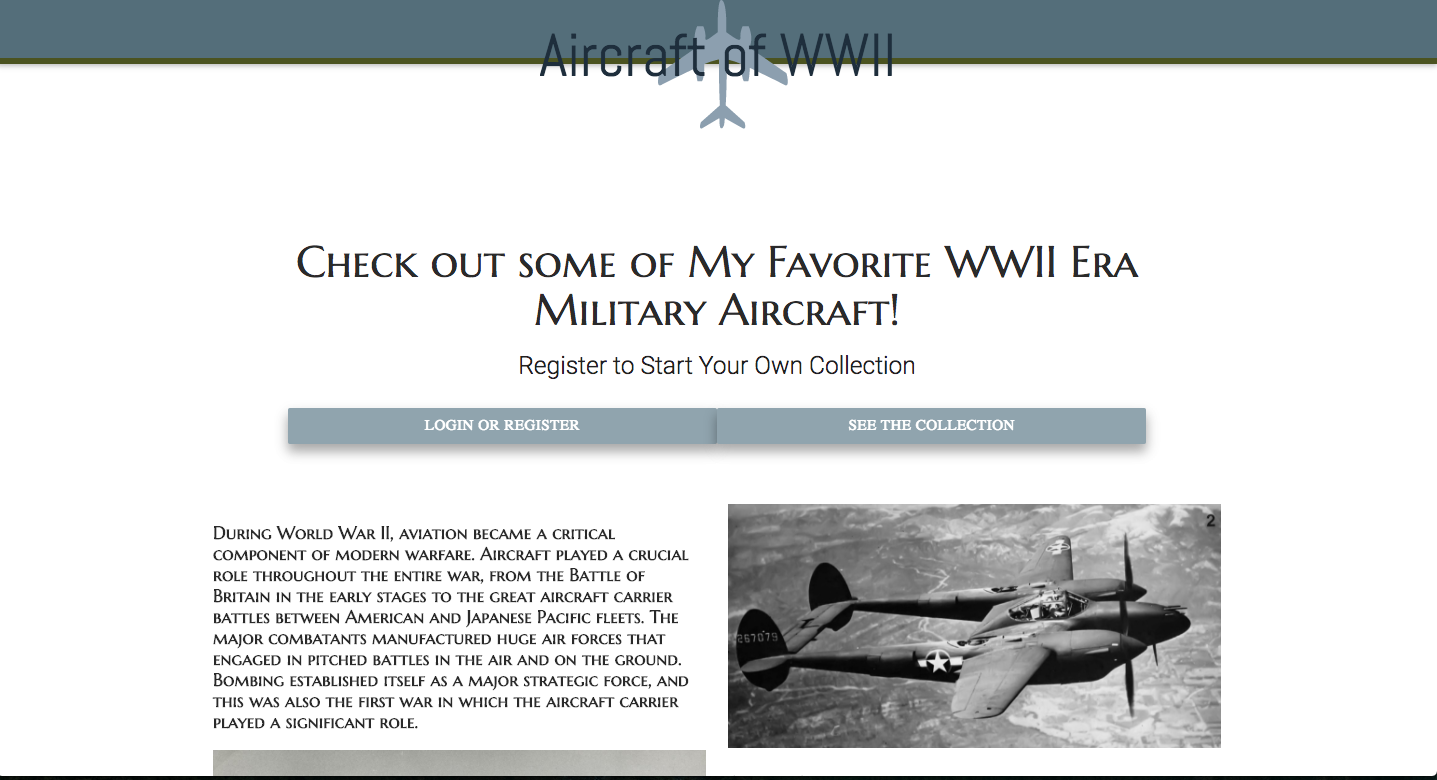 Aircraft of WWII
Check out some of My Favorite WWII Era
Military Aircraft!
Register to Start Your Own Collection
LOGIN OR REGISTER
SEE THE COLLECTION
During World War II, aviation became a critical
component of modern warfare. Aircraft played a crucial
role throughout the entire war, from the Battle of
Britain in the early stages to the great aircraft carrier
battles between American and Japanese Pacific fleets. The
major combatants manufactured huge air forces that
engaged in pitched battles in the air and on the ground.
Bombing established itself as a major strategic force, and
this was also the first war in which the aircraft carrier
played a significant role.
2
267079